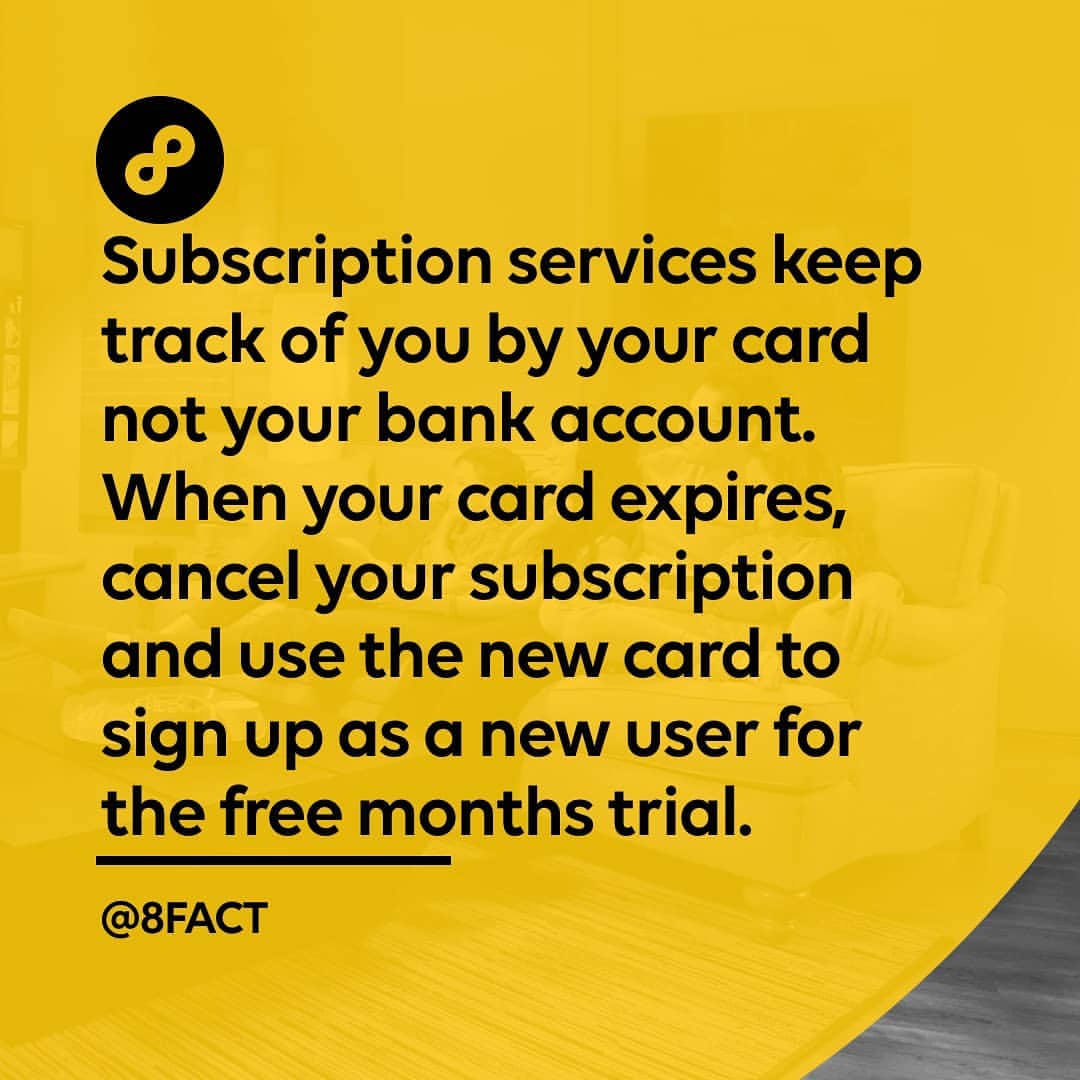 Subscription services keep
track of you by your card
not your bank account.
When your card expires,
cancel your subscription
and use the new card to
sign up as a new user for
the free months trial.
@8FACT